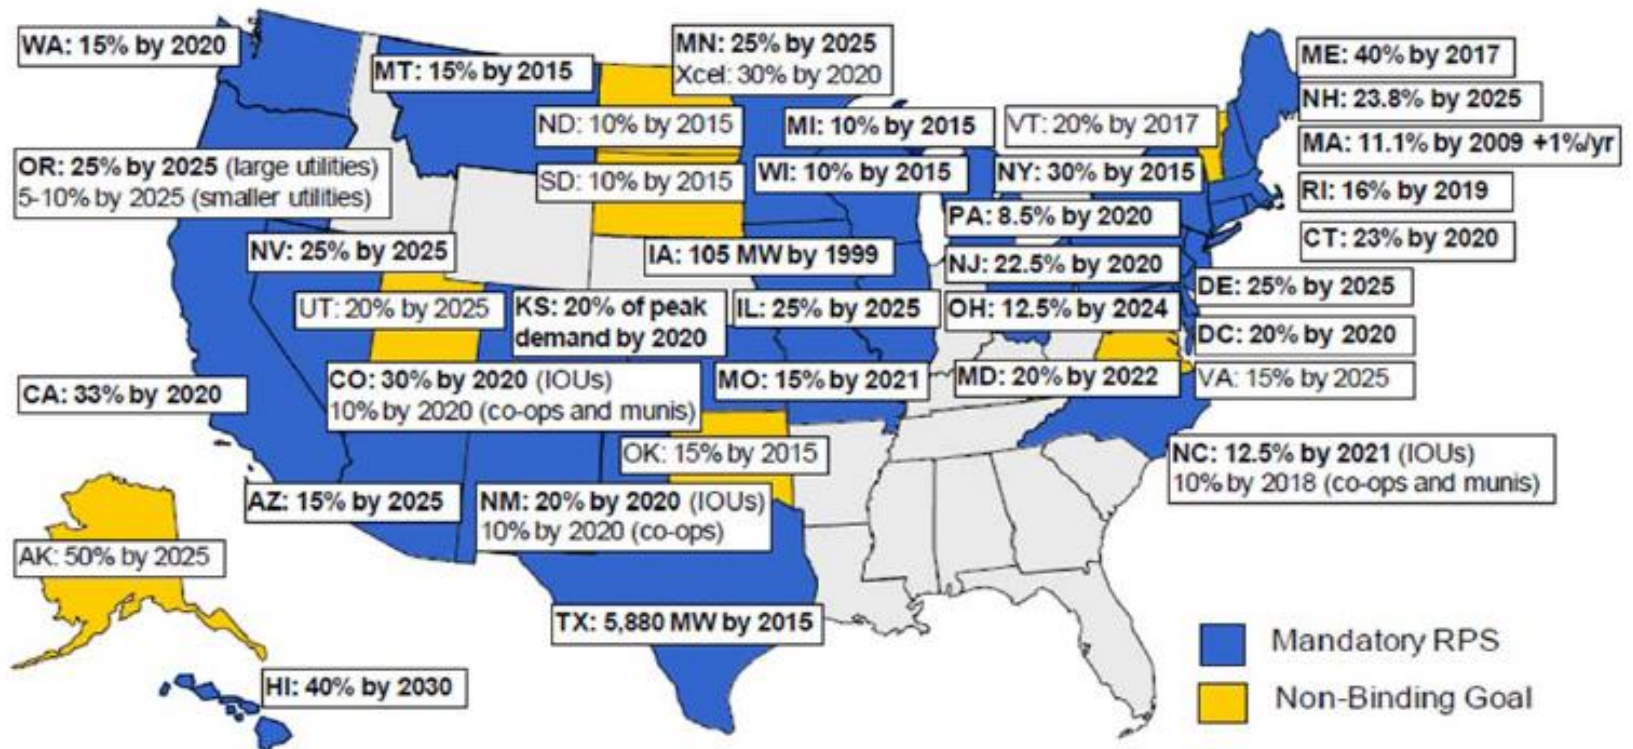 WA: 15% by 2020
MT: 15% by 2015
MN: 25% by 2025
Xcel: 30% by 2020
ME: 40% by 2017
NH: 23.8% by 2025
ND: 10% by 2015
MI: 10% by 2015
VT: 20% by 2017
MA: 11.1% by 2009 +1%/yr
OR: 25% by 2025 (large utilities)
5-10% by 2025 (smaller utilities)
SD: 10% by 2015
WI: 10% by 2015
NY: 30% by 2015
RI: 16% by 2019
PA: 8.5% by 2020
CT: 23% by 2020
NV: 25% by 2025
IA: 105 MW by 1999
NJ: 22.5% by 2020
DE: 25% by 2025
UT: 20% by 2025
KS: 20% of peak
demand by 2020
IL: 25% by 2025
OH: 12.5% by 2024
DC: 20% by 2020
CA: 33% by 2020
CO: 30% by 2020 (IOUs)
10% by 2020 (co-ops and munis)
MO: 15% by 2021
MD: 20% by 2022
VA: 15% by 2025
OK: 15% by 2015
NC: 12.5% by 2021 (IOUs)
10% by 2018 (co-ops and munis)
AZ: 15% by 2025
NM: 20% by 2020 (IOUs)
10% by 2020 (co-ops)
AK: 50% by 2025
TX: 5,880 MW by 2015
HI: 40% by 2030
Mandatory RPS
Non-Binding Goal